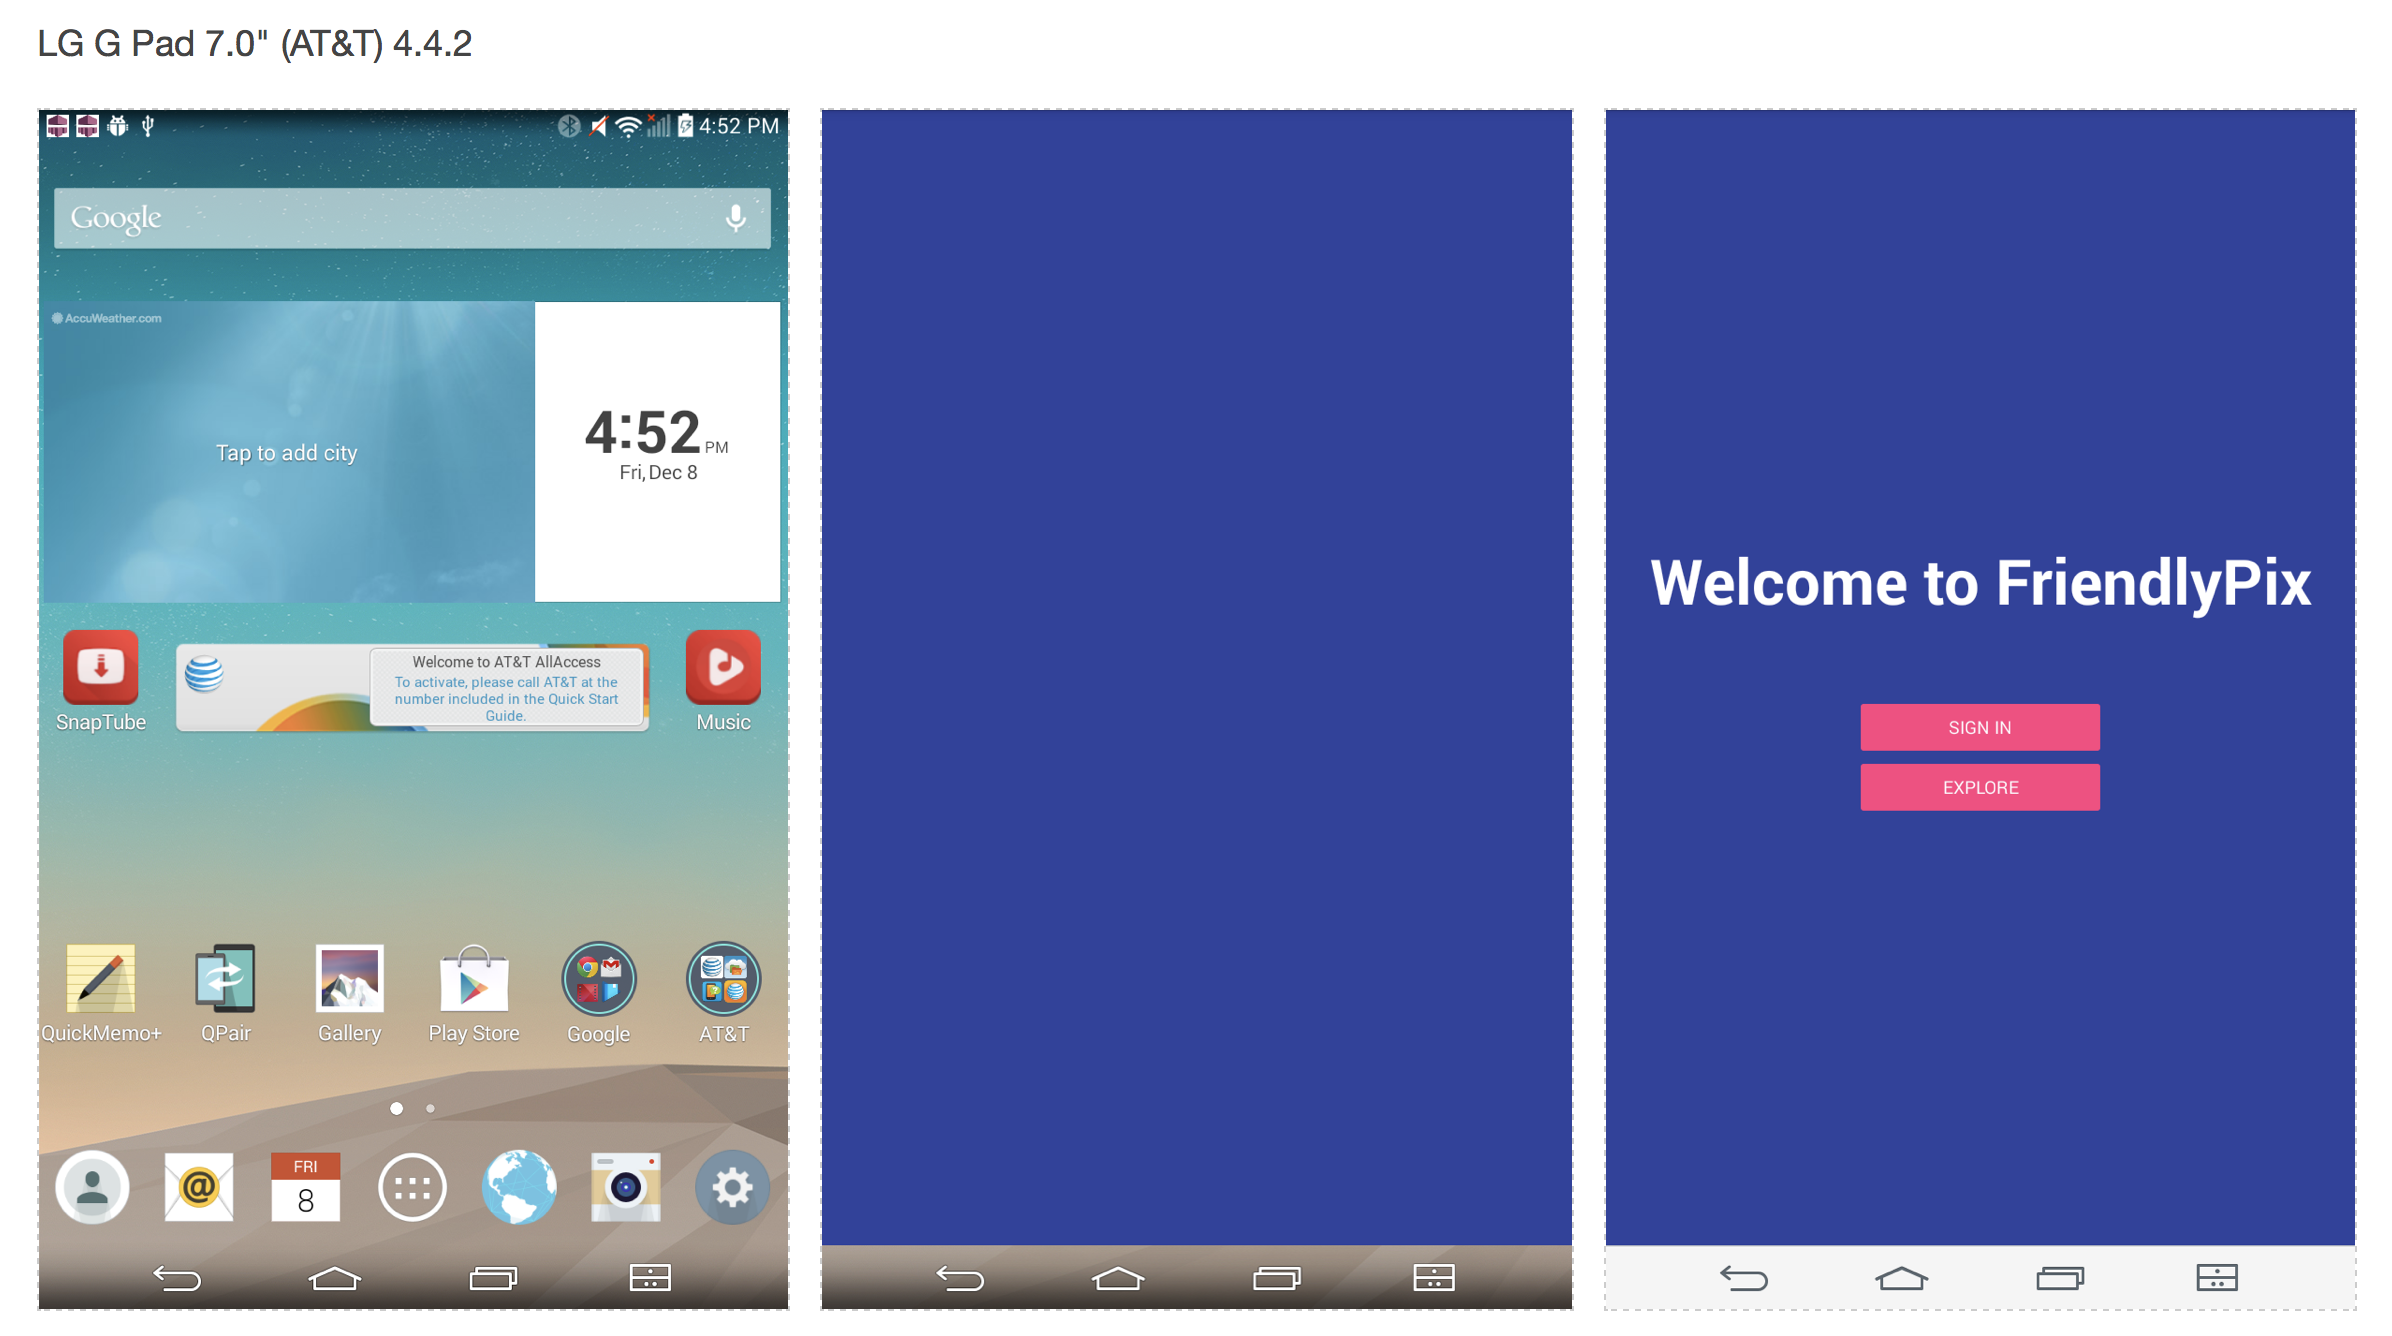 LG G Pad 7.0" (AT&T) 4.4.2
4:52 PM
Google
AccuWeather.com
Tap to add city
4:52 PM
Fri, Dec 8
Welcome to AT&T AllAccess
To activate, please call AT&T at the
number included in the Quick Start
Guide.
SnapTube
Music
QuickMemo+
QPair
Gallery
Play Store
Google
AT&T
@
FRI
8
Welcome to FriendlyPix
SIGN IN
EXPLORE